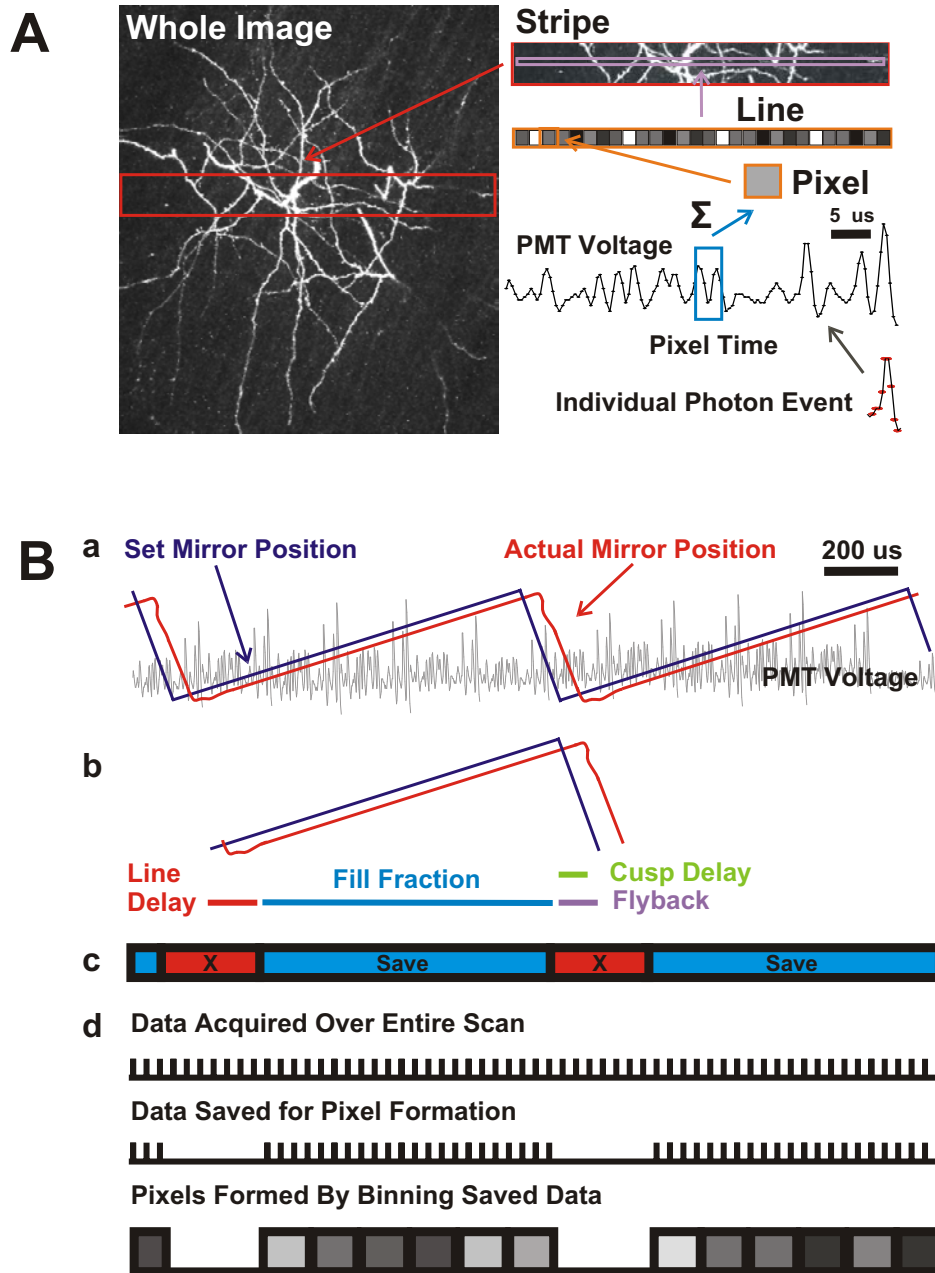 A
Whole Image
Stripe
Line
Pixel
Σ
5 us
PMT Voltage
Pixel Time
Individual Photon Event
B
a
Set Mirror Position
Actual Mirror Position
200 us
PMT Voltage
b
Line
Delay
Fill Fraction
Cusp Delay
Flyback
c
X
Save
X
Save
d
Data Acquired Over Entire Scan
Data Saved for Pixel Formation
Pixels Formed By Binning Saved Data